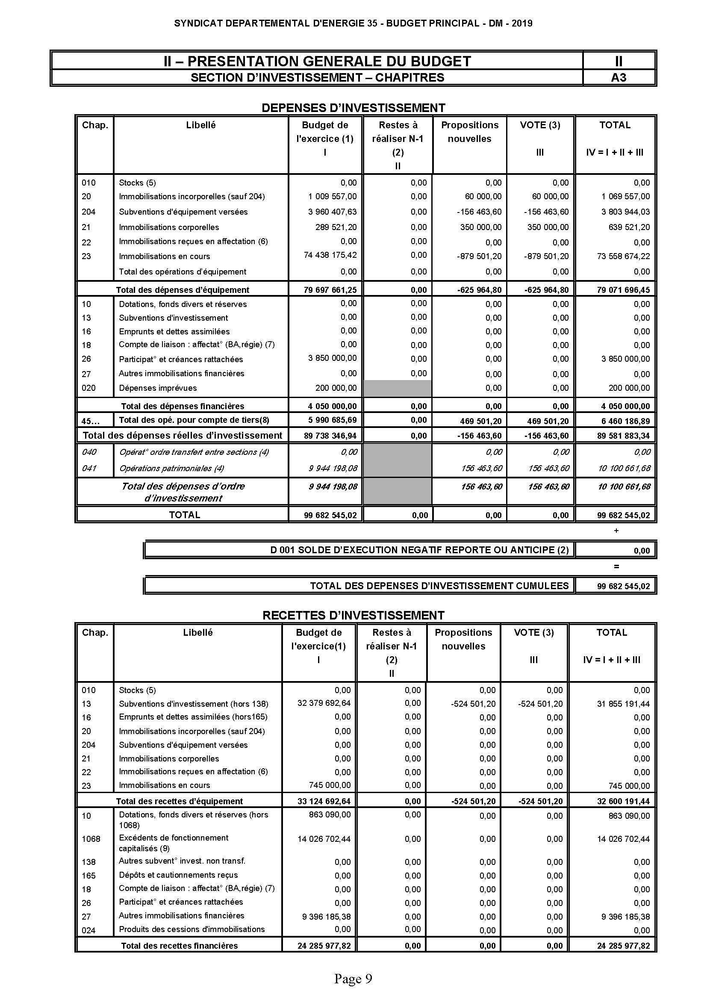 SYNDICAT DEPARTEMENTAL D'ENERGIE 35 - BUDGET PRINCIPAL - DM - 2019
II – PRESENTATION GENERALE DU BUDGET II
SECTION D’INVESTISSEMENT – CHAPITRES A3
DEPENSES D’INVESTISSEMENT
Chap. Libellé Budget de Restes à Propositions VOTE (3) TOTAL
l'exercice (1) réaliser N-1 nouvelles
I (2) III IV = I + II + III
II
010 Stocks (5) 0,00 0,00 0,00 0,00 0,00
20 Immobilisations incorporelles (sauf 204) 1 009 557,00 0,00 60 000,00 60 000,00 1 069 557,00
204 Subventions d'équipement versées 3 960 407,63 0,00 -156 463,60 -156 463,60 3 803 944,03
21 Immobilisations corporelles 289 521,20 0,00 350 000,00 350 000,00 639 521,20
22 Immobilisations reçues en affectation (6) 0,00 0,00 0,00 0,00 0,00
23 Immobilisations en cours 74 438 175,42 0,00 -879 501,20 -879 501,20 73 558 674,22
Total des opérations d’équipement 0,00 0,00 0,00 0,00 0,00
Total des dépenses d’équipement 79 697 661,25 0,00 -625 964,80 -625 964,80 79 071 696,45
10 Dotations, fonds divers et réserves 0,00 0,00 0,00 0,00 0,00
13 Subventions d'investissement 0,00 0,00 0,00 0,00 0,00
16 Emprunts et dettes assimilées 0,00 0,00 0,00 0,00 0,00
18 Compte de liaison : affectat° (BA,régie) (7) 0,00 0,00 0,00 0,00 0,00
26 Participat° et créances rattachées 3 850 000,00 0,00 0,00 0,00 3 850 000,00
27 Autres immobilisations financières 0,00 0,00 0,00 0,00 0,00
020 Dépenses imprévues 200 000,00 0,00 0,00 200 000,00
Total des dépenses financières 4 050 000,00 0,00 0,00 0,00 4 050 000,00
45… Total des opé. pour compte de tiers(8) 5 990 685,69 0,00 469 501,20 469 501,20 6 460 186,89
Total des dépenses réelles d’investissement 89 738 346,94 0,00 -156 463,60 -156 463,60 89 581 883,34
040 Opérat° ordre transfert entre sections (4) 0,00 0,00 0,00 0,00
041 Opérations patrimoniales (4) 9 944 198,08 156 463,60 156 463,60 10 100 661,68
Total des dépenses d’ordre 9 944 198,08 156 463,60 156 463,60 10 100 661,68
d’investissement
TOTAL 99 682 545,02 0,00 0,00 0,00 99 682 545,02
+
D 001 SOLDE D’EXECUTION NEGATIF REPORTE OU ANTICIPE (2) 0,00
=
TOTAL DES DEPENSES D’INVESTISSEMENT CUMULEES 99 682 545,02
RECETTES D’INVESTISSEMENT
Chap. Libellé Budget de Restes à Propositions VOTE (3) TOTAL
l'exercice(1) réaliser N-1 nouvelles
I (2) III IV = I + II + III
II
010 Stocks (5) 0,00 0,00 0,00 0,00 0,00
13 Subventions d'investissement (hors 138) 32 379 692,64 0,00 -524 501,20 -524 501,20 31 855 191,44
16 Emprunts et dettes assimilées (hors165) 0,00 0,00 0,00 0,00 0,00
20 Immobilisations incorporelles (sauf 204) 0,00 0,00 0,00 0,00 0,00
204 Subventions d'équipement versées 0,00 0,00 0,00 0,00 0,00
21 Immobilisations corporelles 0,00 0,00 0,00 0,00 0,00
22 Immobilisations reçues en affectation (6) 0,00 0,00 0,00 0,00 0,00
23 Immobilisations en cours 745 000,00 0,00 0,00 0,00 745 000,00
Total des recettes d’équipement 33 124 692,64 0,00 -524 501,20 -524 501,20 32 600 191,44
10 Dotations, fonds divers et réserves (hors 863 090,00 0,00 0,00 0,00 863 090,00
1068)
1068 Excédents de fonctionnement 14 026 702,44 0,00 0,00 0,00 14 026 702,44
capitalisés (9)
138 Autres subvent° invest. non transf. 0,00 0,00 0,00 0,00 0,00
165 Dépôts et cautionnements reçus 0,00 0,00 0,00 0,00 0,00
18 Compte de liaison : affectat° (BA,régie) (7) 0,00 0,00 0,00 0,00 0,00
26 Participat° et créances rattachées 0,00 0,00 0,00 0,00 0,00
27 Autres immobilisations financières 9 396 185,38 0,00 0,00 0,00 9 396 185,38
024 Produits des cessions d'immobilisations 0,00 0,00 0,00 0,00 0,00
Total des recettes financières 24 285 977,82 0,00 0,00 0,00 24 285 977,82
Page 9